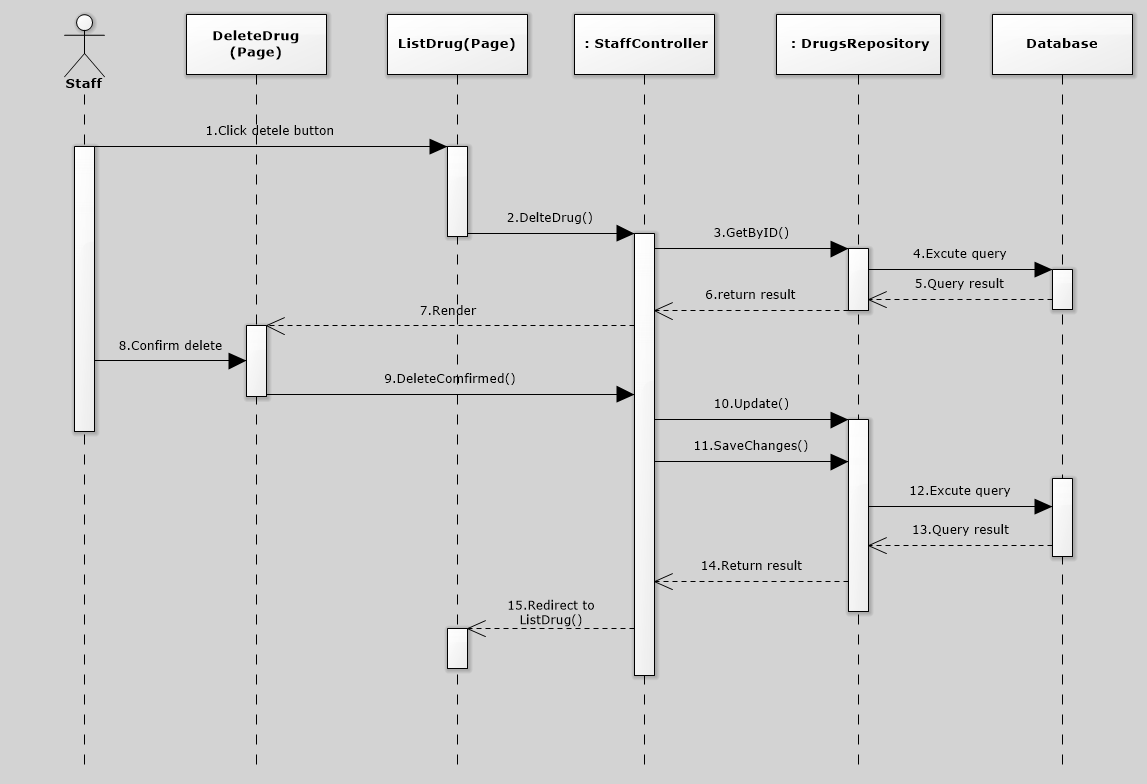 DeleteDrug
(Page)
ListDrug(Page)
: StaffController
: DrugsRepository
Database
Staff
1.Click detele button
2.DelteDrug()
3.GetByID()
4.Excute query
5.Query result
6.return result
7.Render
8.Confirm delete
9.DeleteConfirmed()
10.Update()
11.SaveChanges()
12.Excute query
13.Query result
14.Return result
15.Redirect to
ListDrug()